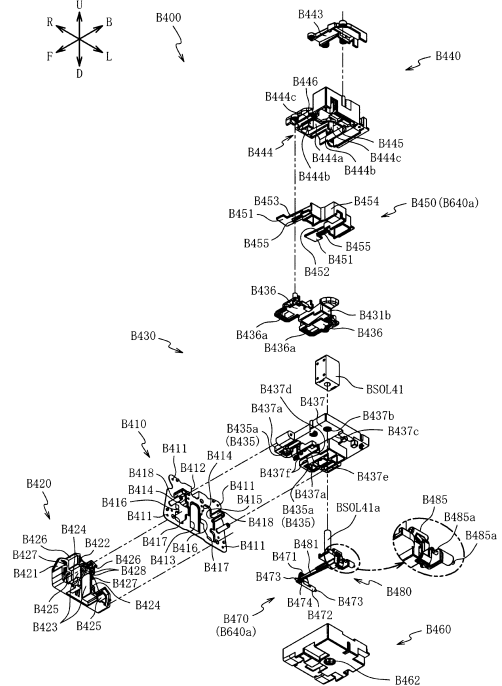 U
R
B
F
L
D
B400
B443
B440
B446
B444c
B445
B444
B444a
B444c
B444b
B444b
B453
B454
B450(B640a)
B451
B455
B455
B451
B452
B436
B431b
B436a
B436
B436a
B430
BSOL41
B437d
B437
B437a
B437b
B435a
(B435)
B437c
B410
B411
B414
B412
B418
B437f
B437e
B414
B411
B437a
B420
B416
B415
B435a
(B435)
B424
B411
B418
B485
B426
B422
B417
B416
B411
BSOL41a
B485a
B427
B426
B413
B417
B481
B485a
B421
B428
B471
B427
B473
B480
B425
B424
B474
B473
B423
B425
B470
(B640a)
B472
B460
B462